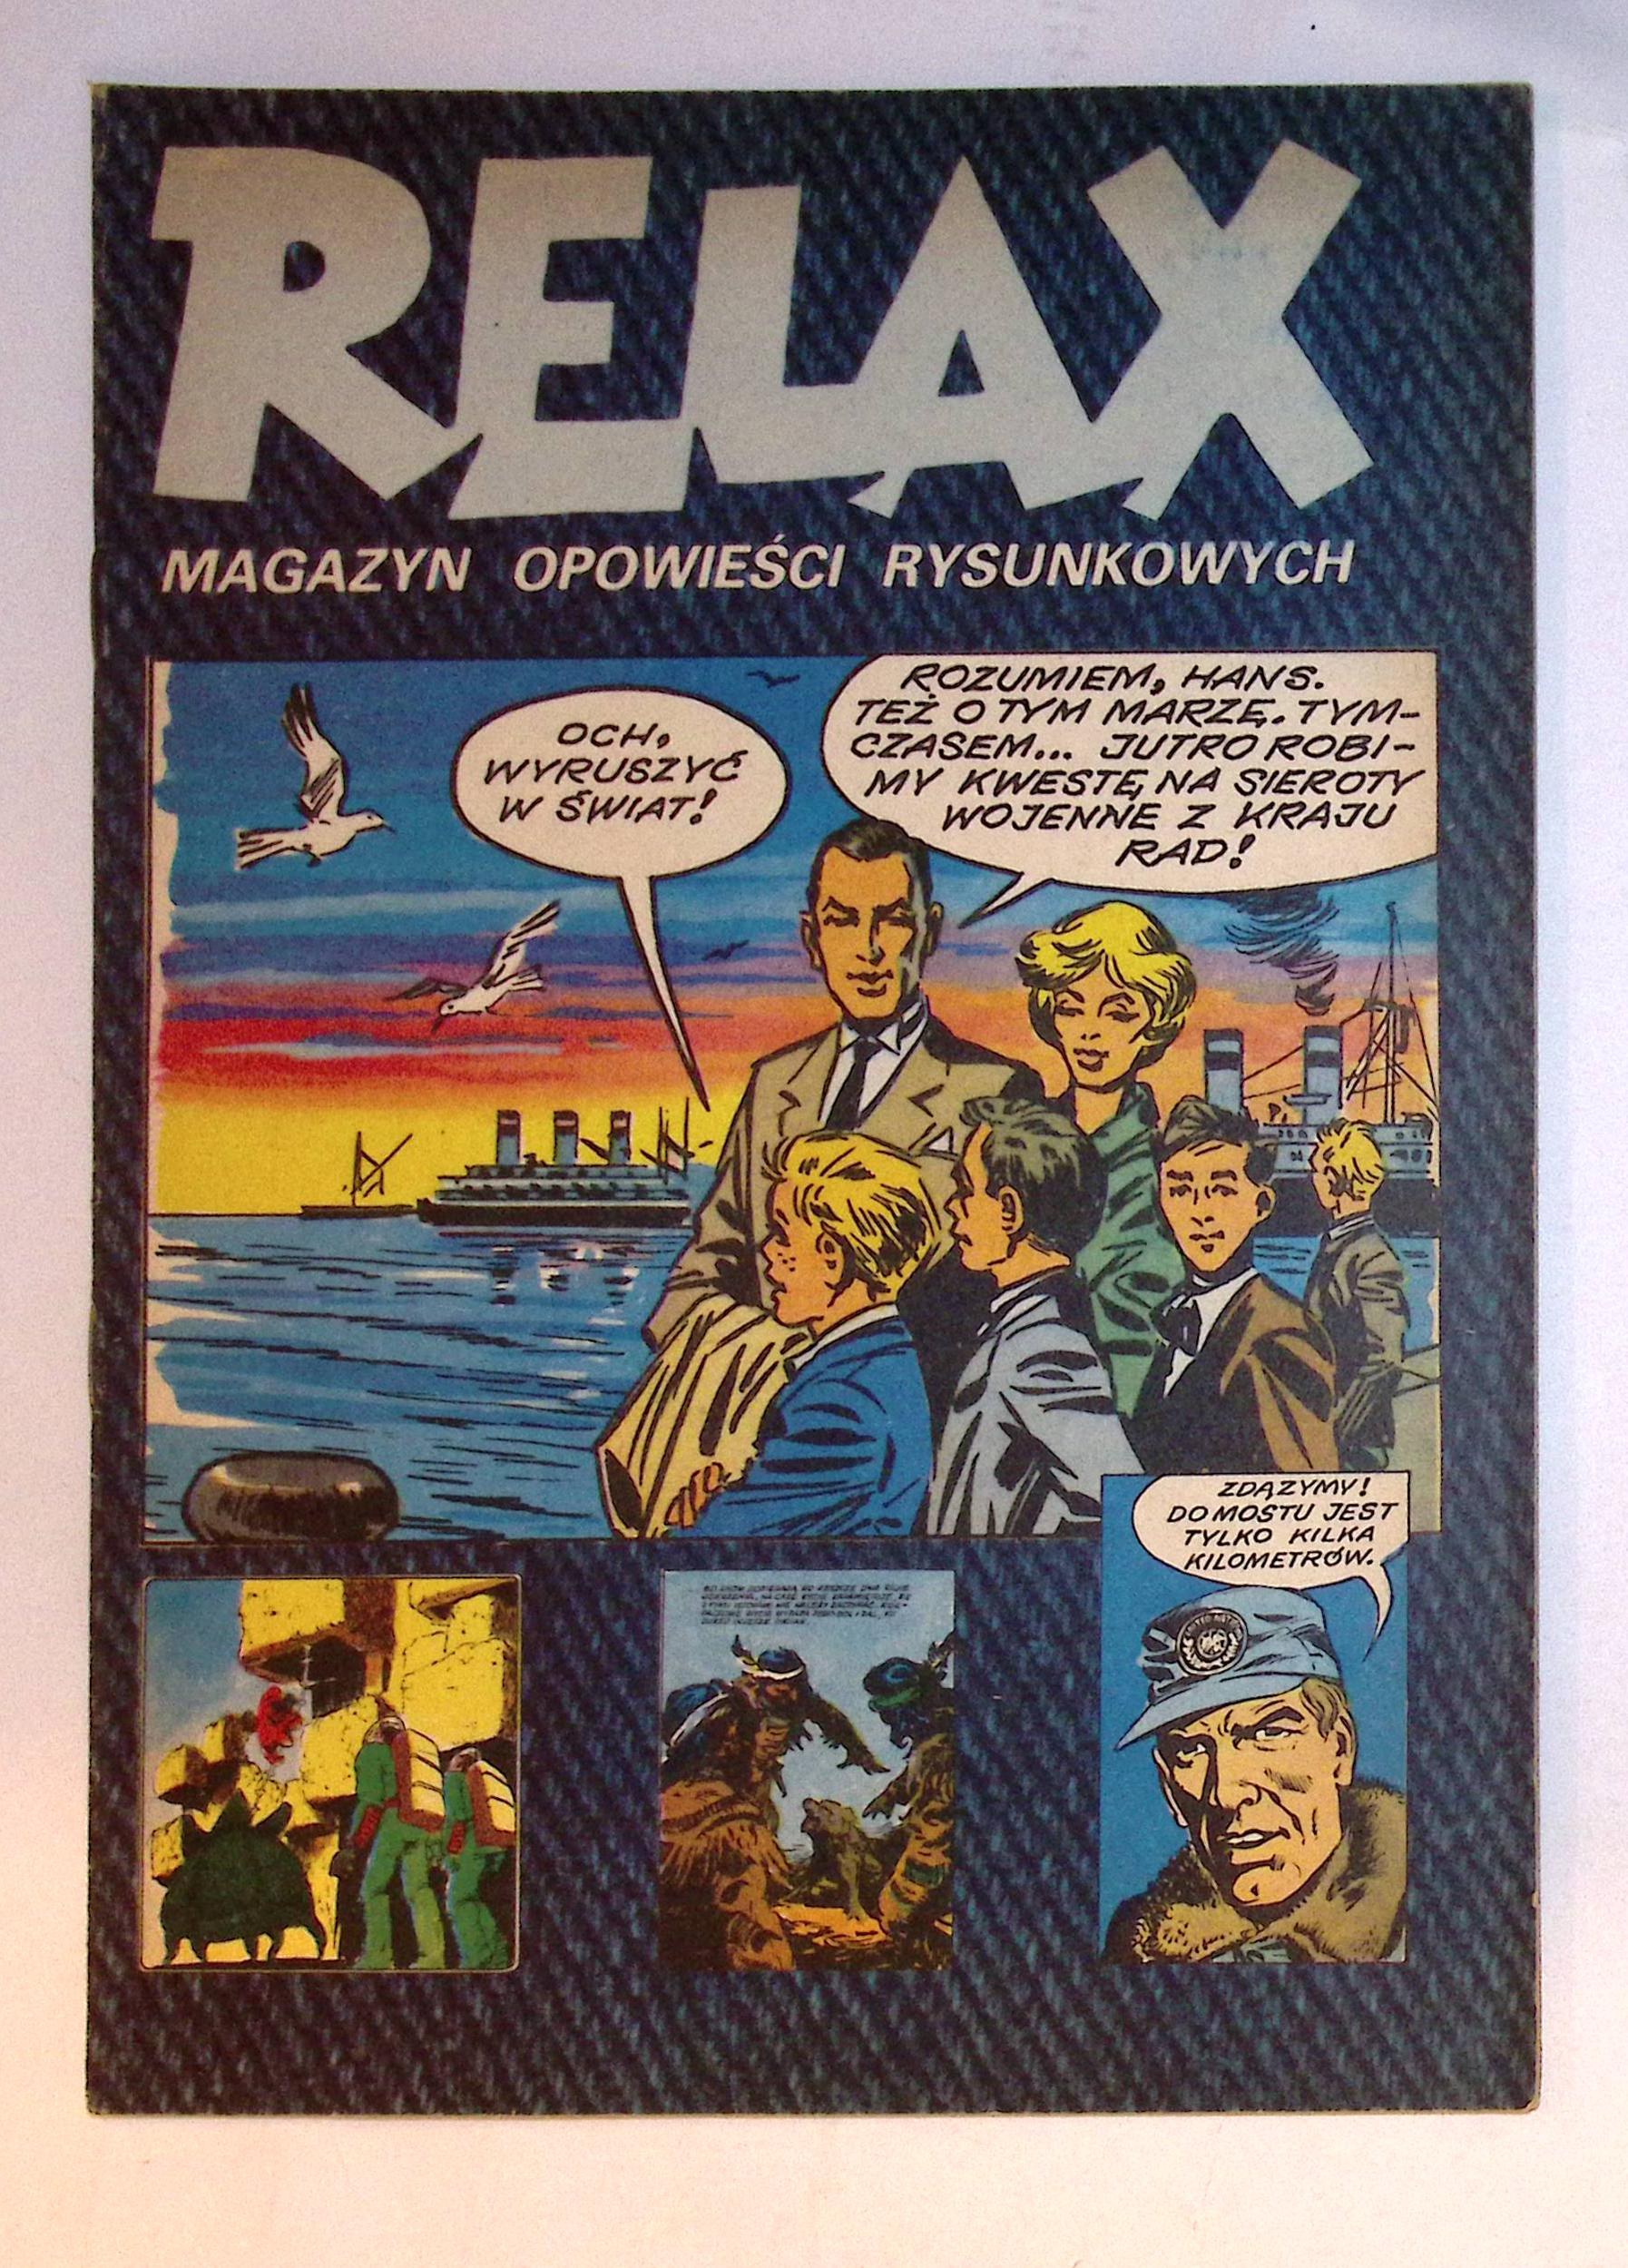 RELAX
MAGAZYN OPOWIEŚCI RYSUNKOWYCH
OCH,
WYRUSZYĆ
W ŚWIAT!
ROZUMIEM, HANS.
TEŻ O TYM MARZĘ. TYM-
CZASEM... JUTRO ROBI-
MY KWESTĘ NA SIEROTY
WOJENNE Z KRAJU
RAD!
ZDĄŻYMY!
DO MOSTU JEST
TYLKO KILKA
KILOMETRÓW.